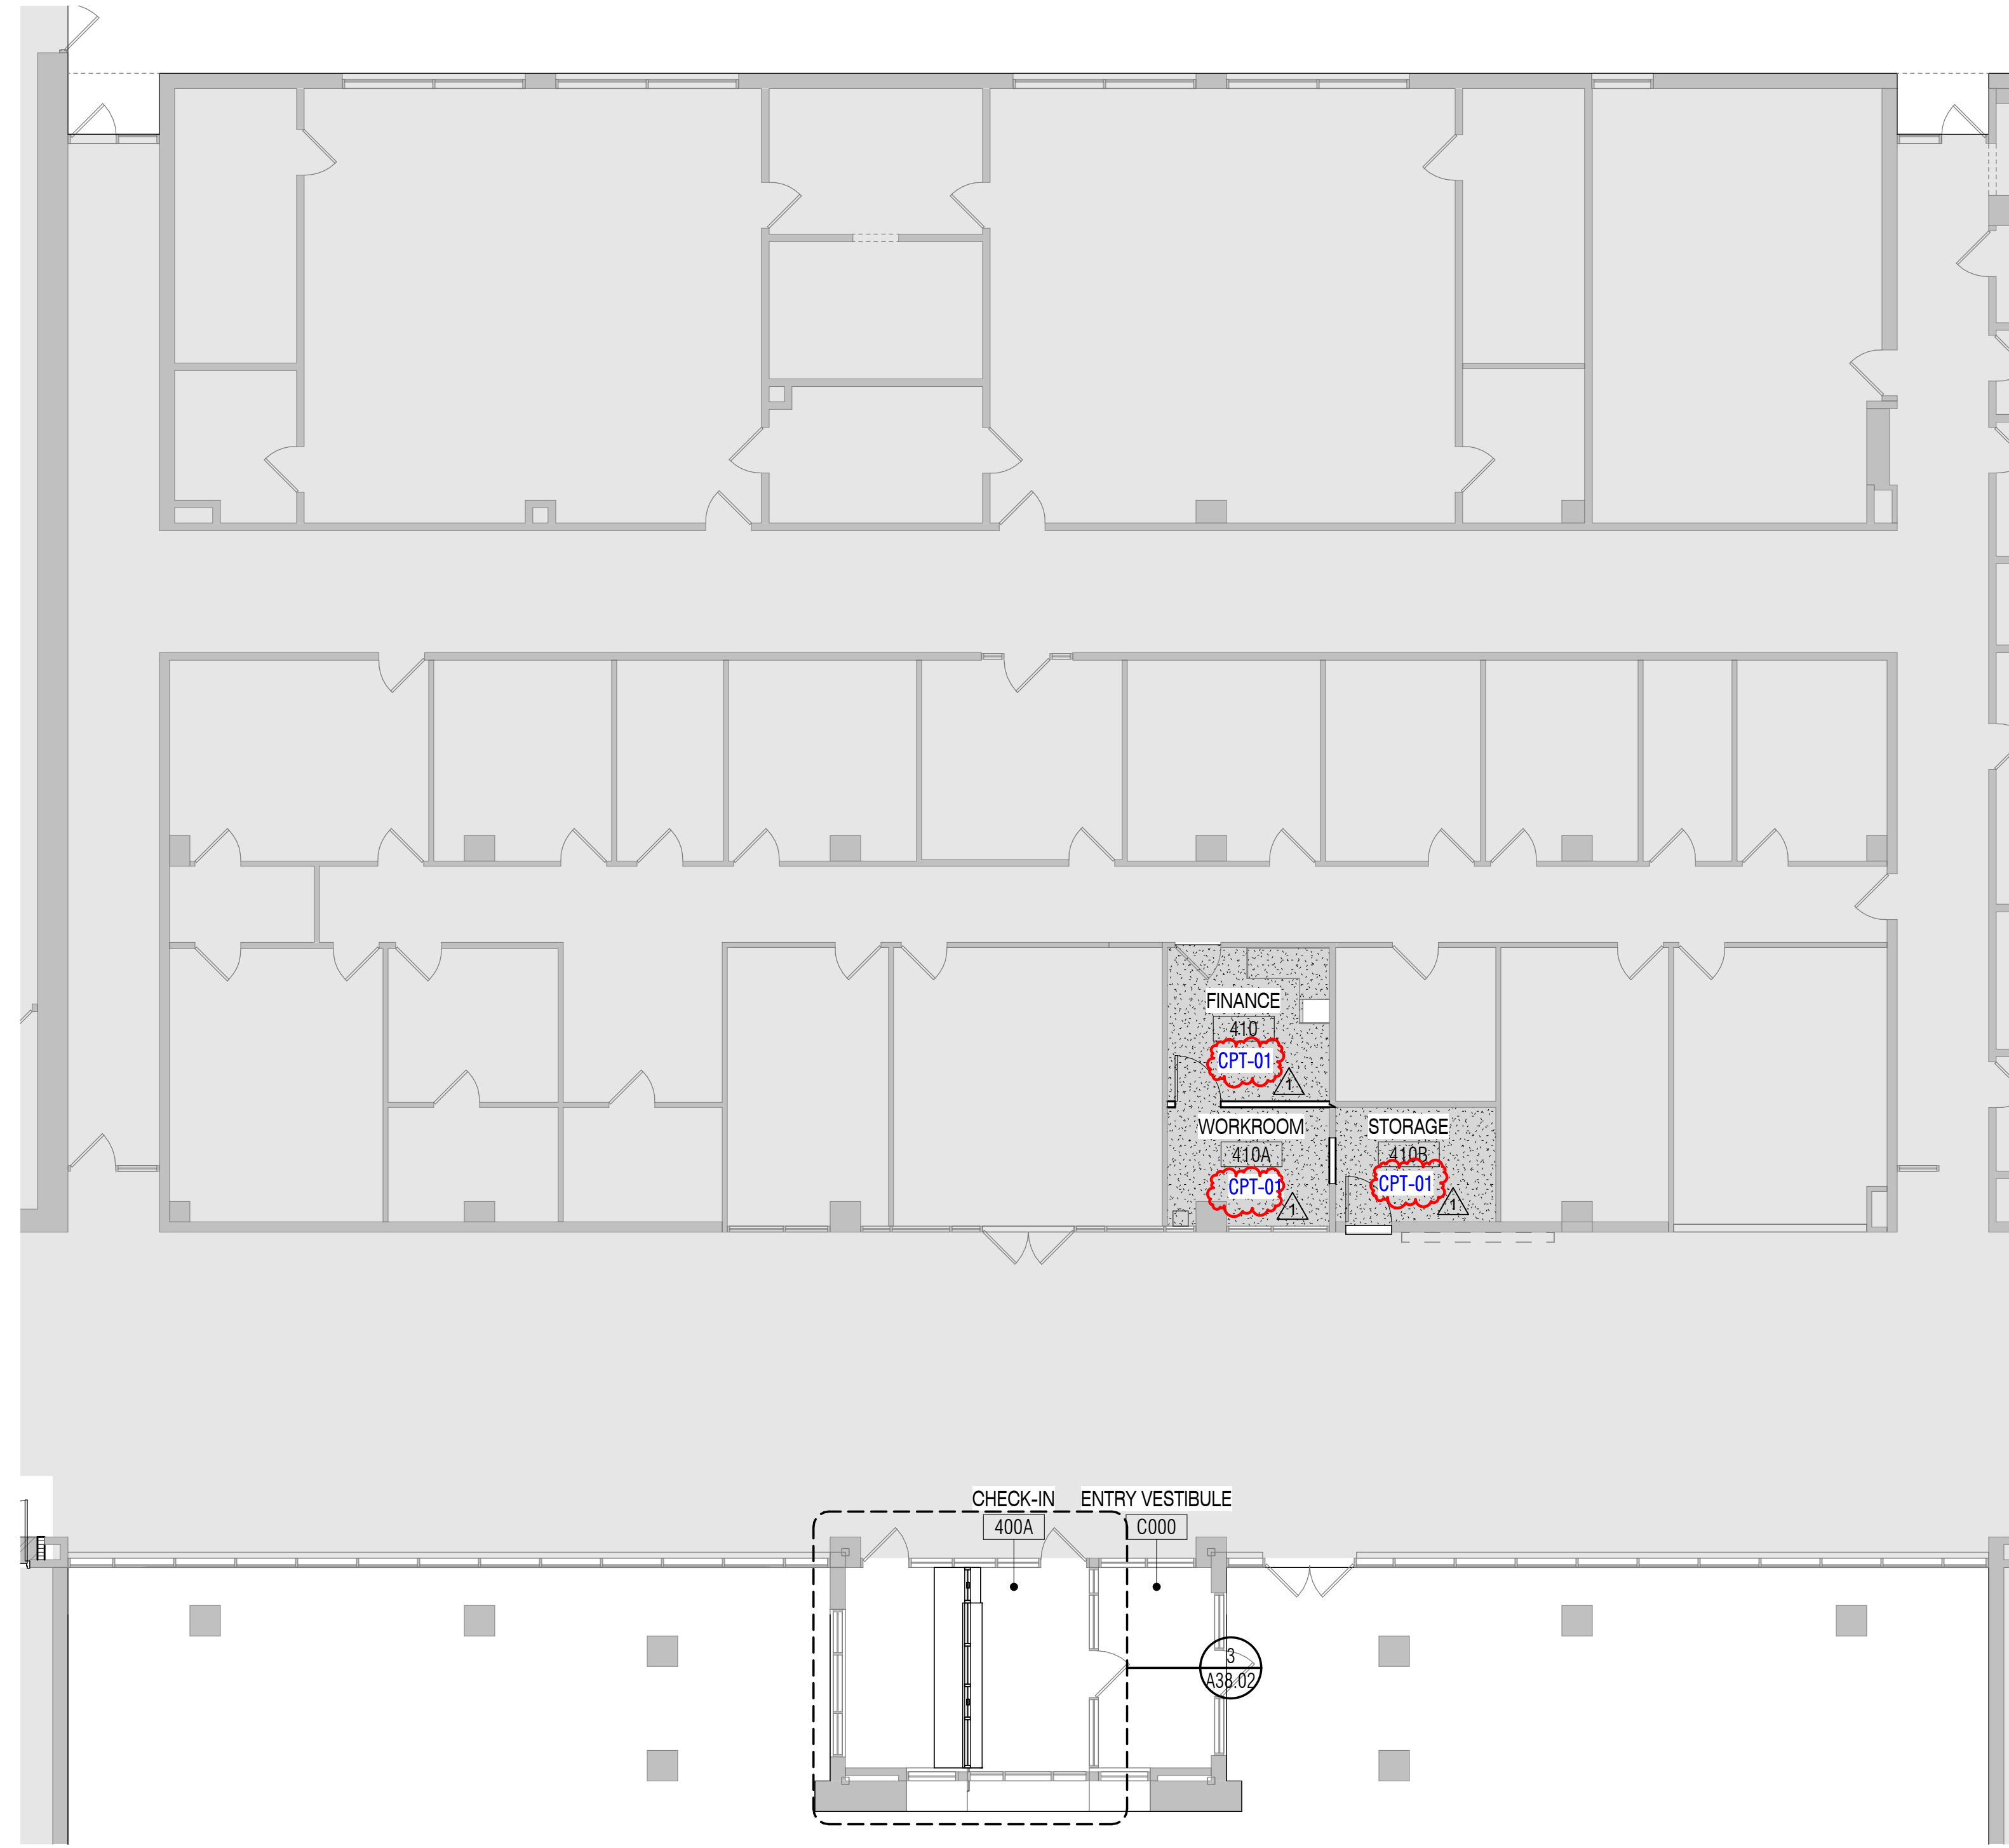 FINANCE
410
CPT-01
1
WORKROOM
410A
CPT-01
1
STORAGE
410B
CPT-01
1
CHECK-IN
400A
ENTRY VESTIBULE
C000
3
A38.02